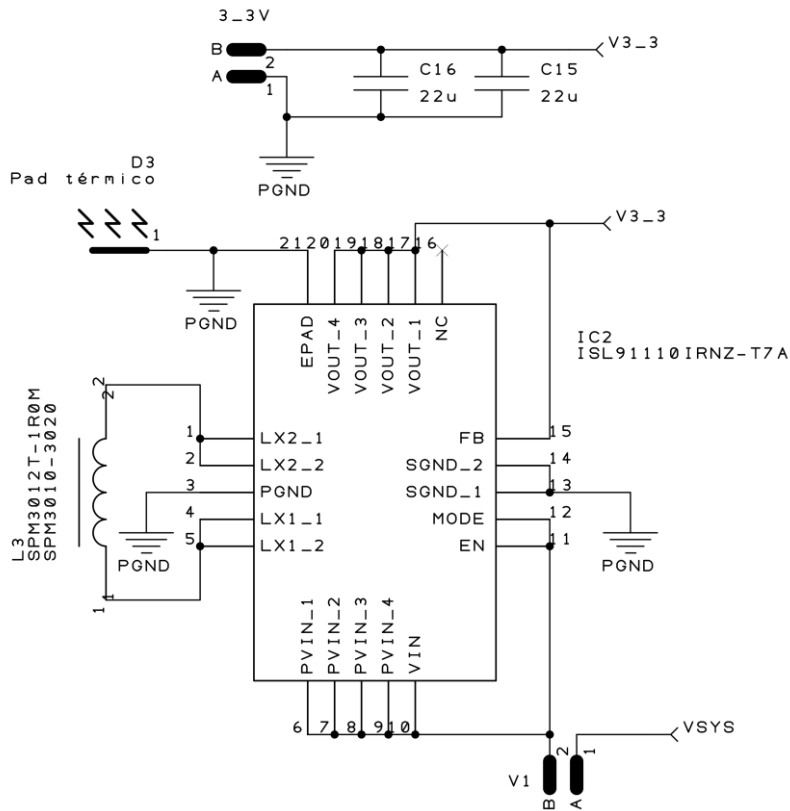 3_3V
B
2
A
1
C16
22u
C15
22u
V3_3
PGND
D3
Pad térmico
1
PGND
21
20
19
18
17
16
V3_3
EPAD
VOUT_4
VOUT_3
VOUT_2
VOUT_1
NC
IC2
ISL91110IRNZ-T7A
2
2
L3
SPM3012T-1R0M
SPM3010-3020
1
1
1
LX2_1
2
LX2_2
3
PGND
4
LX1_1
5
LX1_2
PGND
FB
15
SGND_2
14
SGND_1
13
MODE
12
EN
11
PGND
PVIN_1
PVIN_2
PVIN_3
PVIN_4
VIN
6
7
8
9
10
VSYS
V1
2
1
B
A